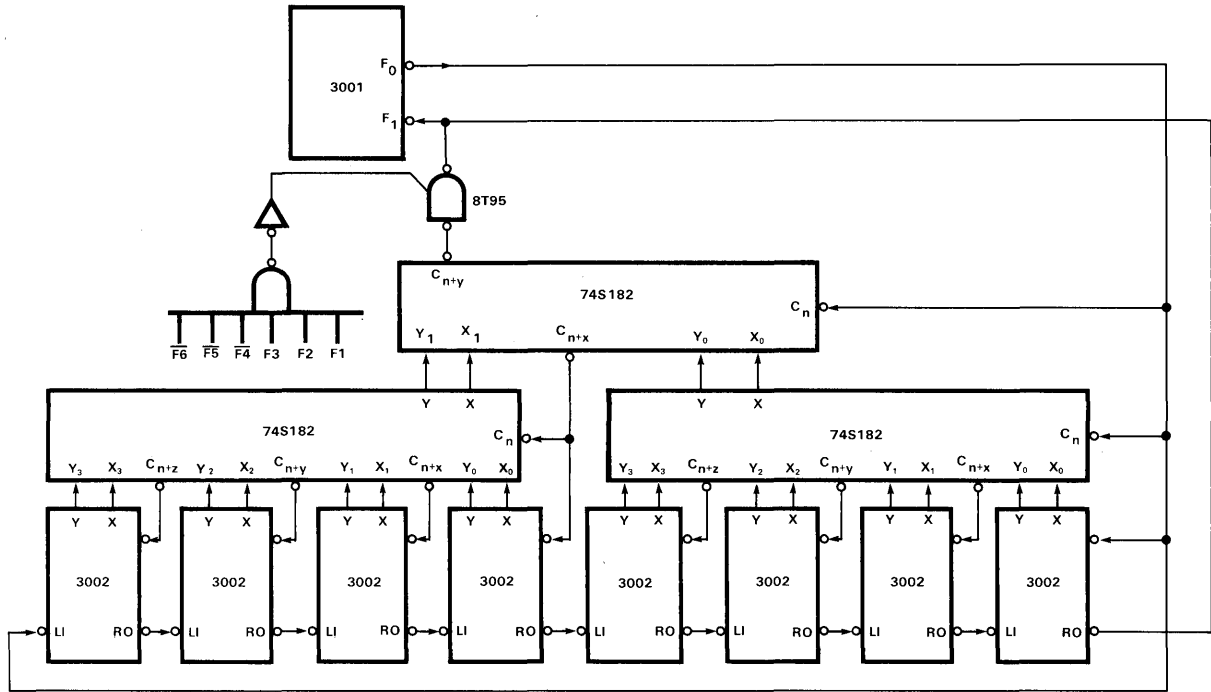 F0
3001
F1
8T95
Cn+y
74S182
Cn
F6 F5 F4 F3 F2 F1
Y1 X1 Cn+x Y0 X0
Y X
74S182
Cn
Y3 X3 Cn+z Y2 X2 Cn+y Y1 X1 Cn+x Y0 X0
Y X
74S182
Cn
Y3 X3 Cn+z Y2 X2 Cn+y Y1 X1 Cn+x Y0 X0
Y X Y X Y X Y X Y X Y X Y X Y X
3002 3002 3002 3002 3002 3002 3002 3002
LI RO LI RO LI RO LI RO LI RO LI RO LI RO LI RO